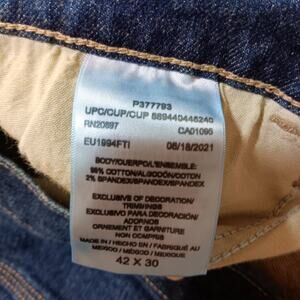 P377793
UPC/CUP/CUP 889440446240
RN20897 CA01096
EU1994FTI 08/18/2021
BODY/CUERPO/L'ENSEMBLE:
98% COTTON/ALGODÓN/COTON
2% SPANDEX/SPANDEX/SPANDEX
EXCLUSIVE OF DECORATION/
TRIMMINGS
EXCLUSIVO PARA DECORACIÓN/
ADORNOS
ORNEMENT ET GARNITURE
NON COMPRIS
MADE IN / HECHO EN / FABRIQUÉ AU
MEXICO / MÉXICO / MEXIQUE
42 X 30